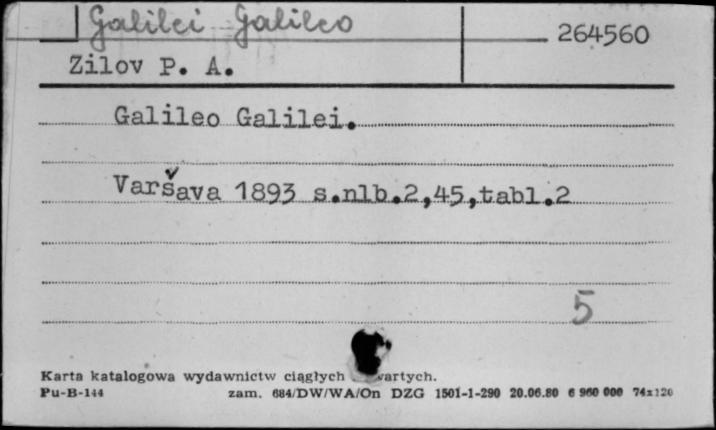 Galilei Galileo
264560
Zilov P. A.
Galileo Galilei.
Varšava 1893 s.nlb.2,45,tabl.2
5
Karta katalogowa wydawnictw ciągłych
Pu-B-144 zam. 684/DW/WA/On DZG 1501-1-290 20.06.80 6 960 000 74x120